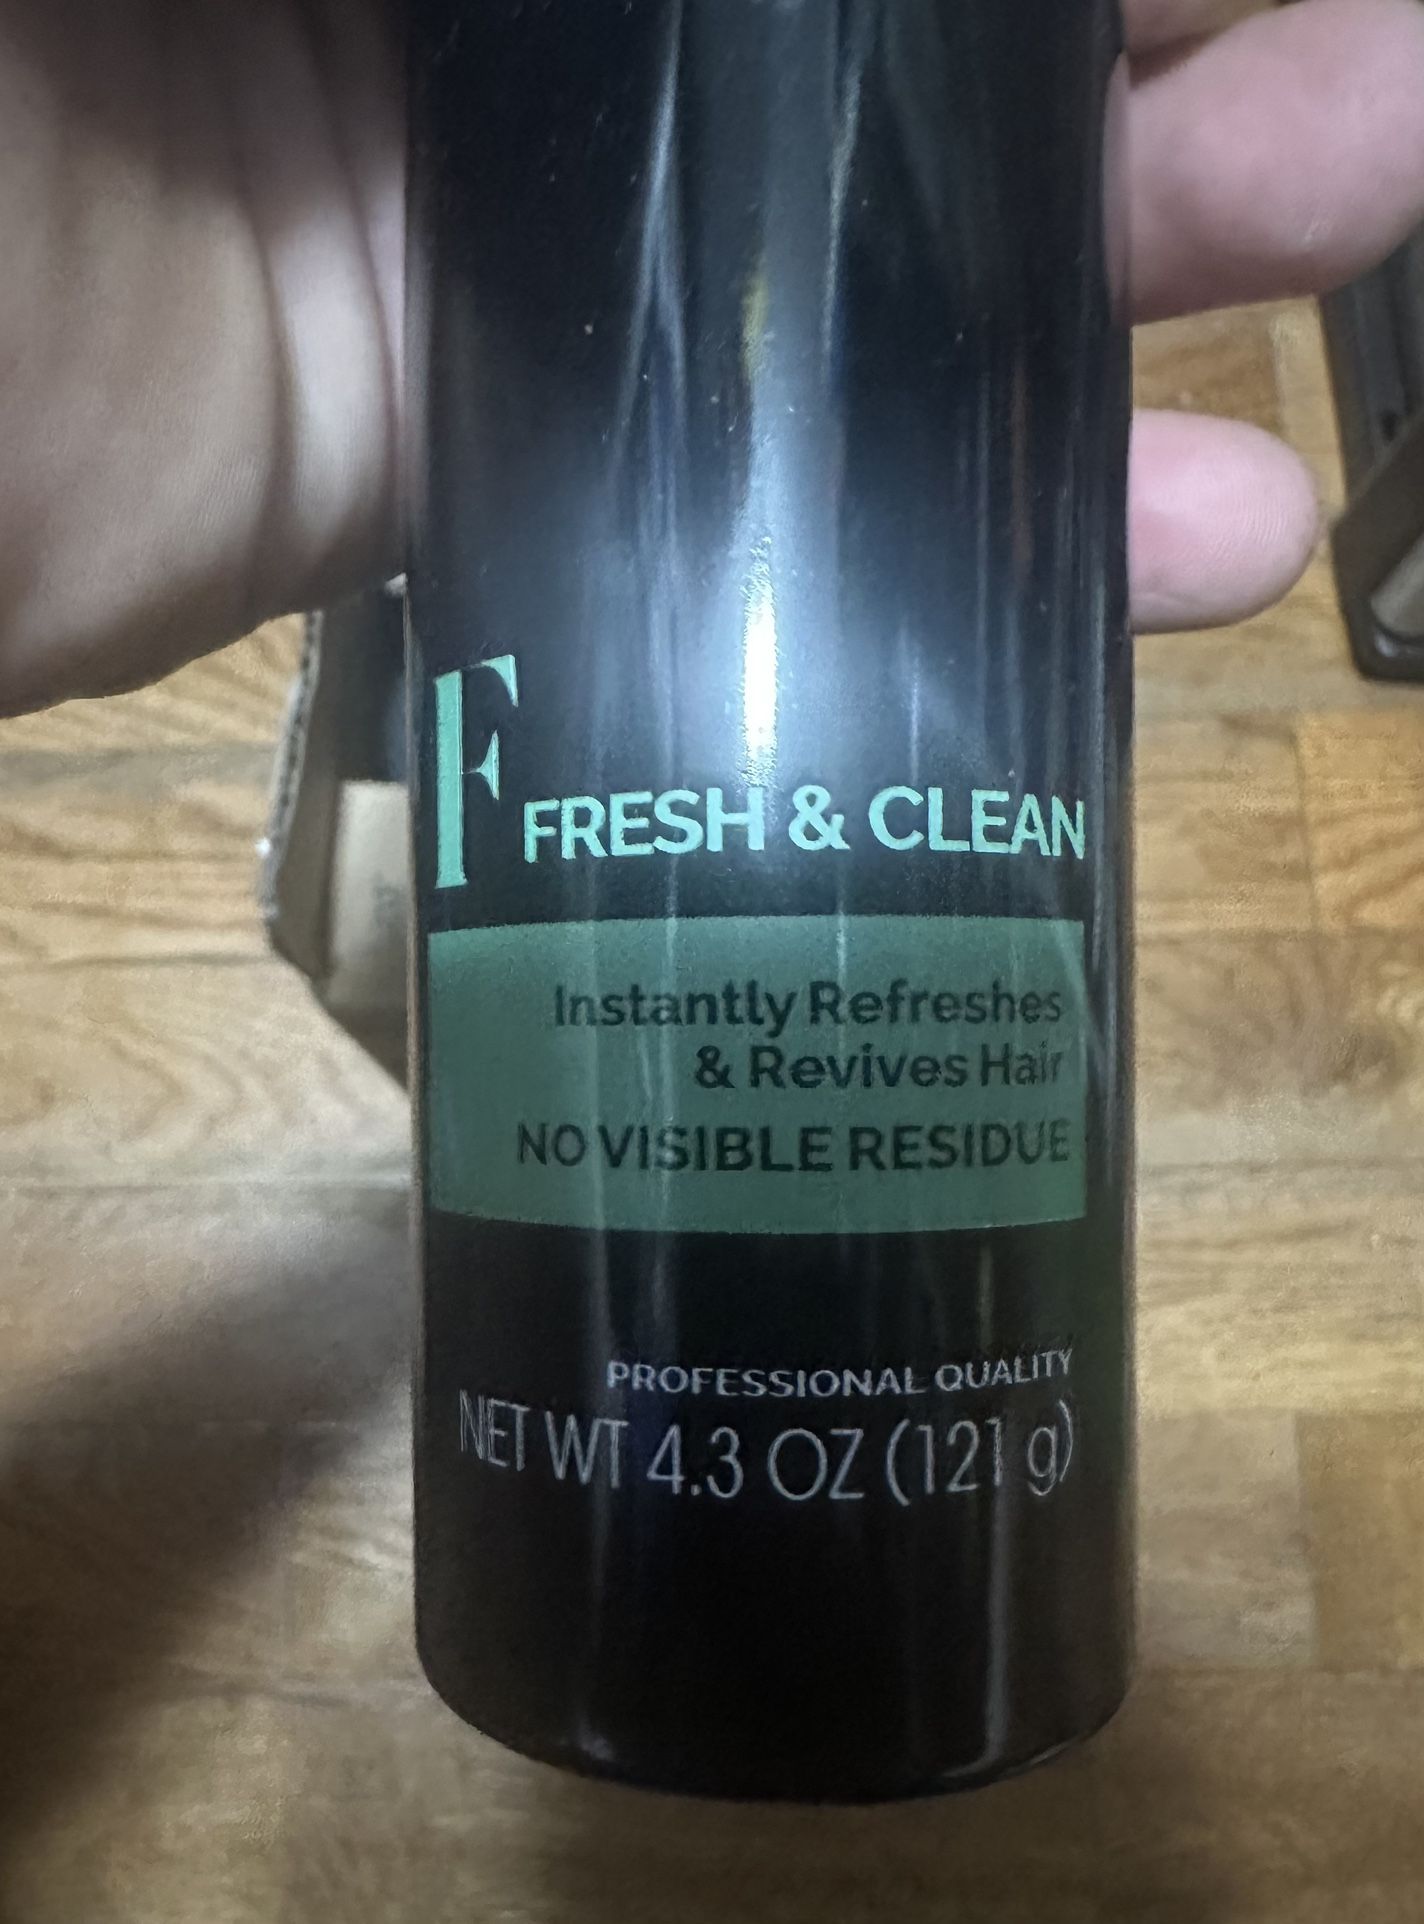 F FRESH & CLEAN
Instantly Refreshes
& Revives Hair
NO VISIBLE RESIDUE
PROFESSIONAL QUALITY
NET WT 4.3 OZ (121 g)